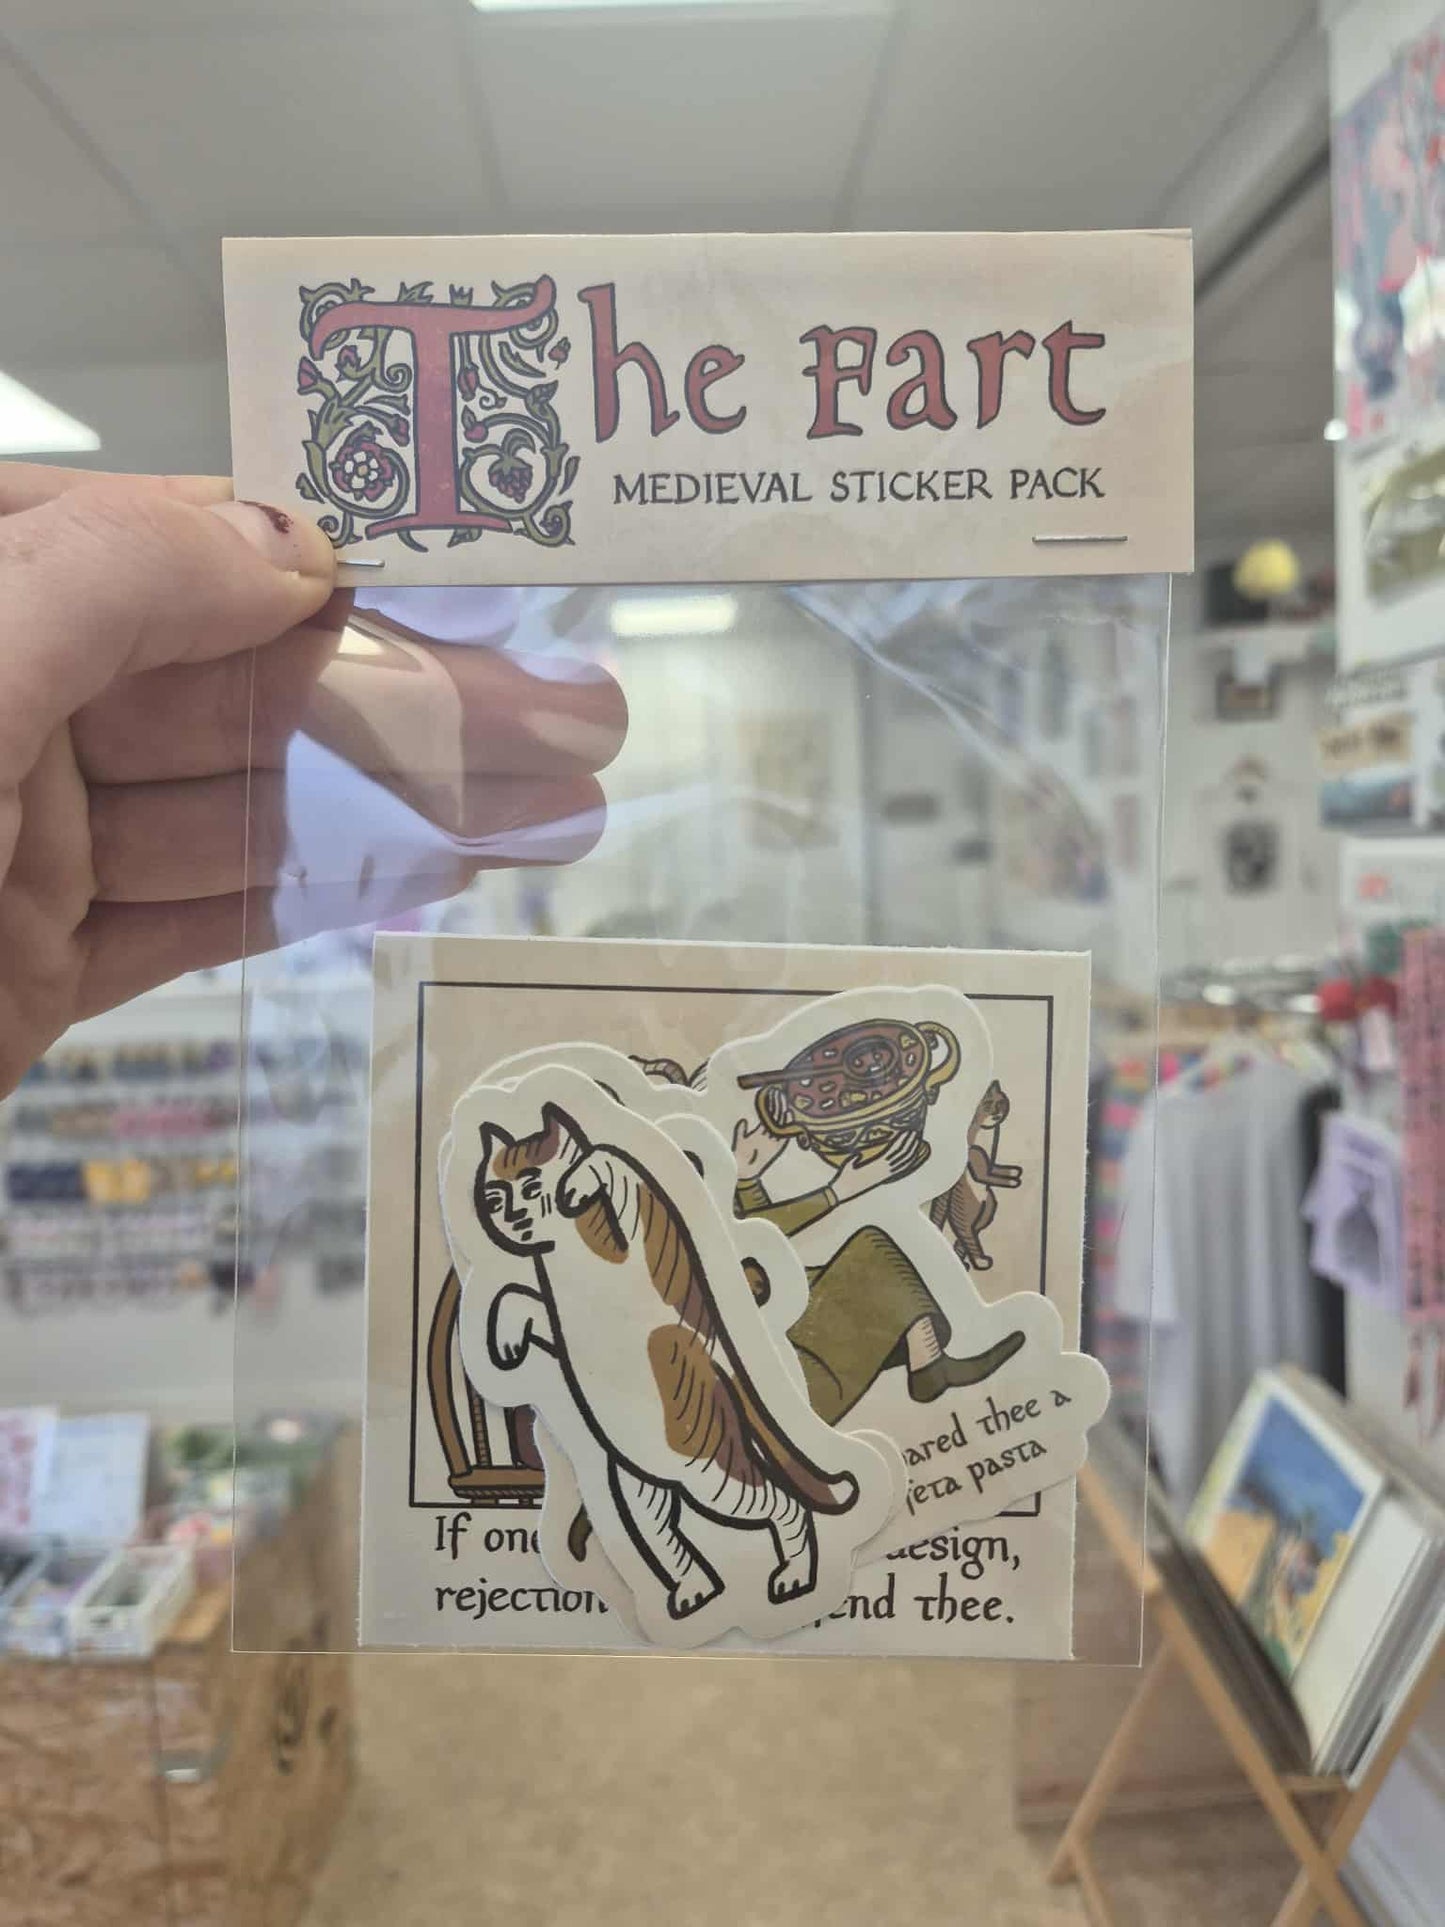 The Fart
MEDIEVAL STICKER PACK
ared thee a
feta pasta
If one design,
rejection end thee.